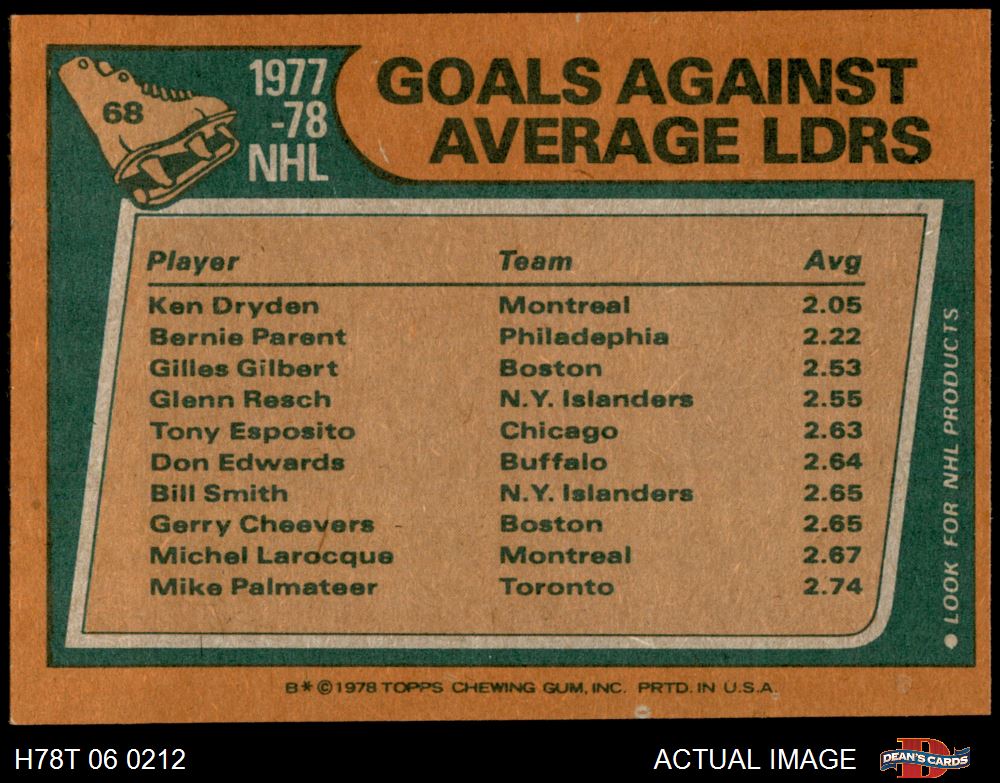 68
1977
-78
NHL
GOALS AGAINST
AVERAGE LDRS
Player Team Avg
Ken Dryden Montreal 2.05
Bernie Parent Philadephia 2.22
Gilles Gilbert Boston 2.53
Glenn Resch N.Y. Islanders 2.55
Tony Esposito Chicago 2.63
Don Edwards Buffalo 2.64
Bill Smith N.Y. Islanders 2.65
Gerry Cheevers Boston 2.65
Michel Larocque Montreal 2.67
Mike Palmateer Toronto 2.74
● LOOK FOR NHL PRODUCTS
B*©1978 TOPPS CHEWING GUM, INC. PRTD. IN U.S.A.
H78T 06 0212 ACTUAL IMAGE DEAN'S CARDS